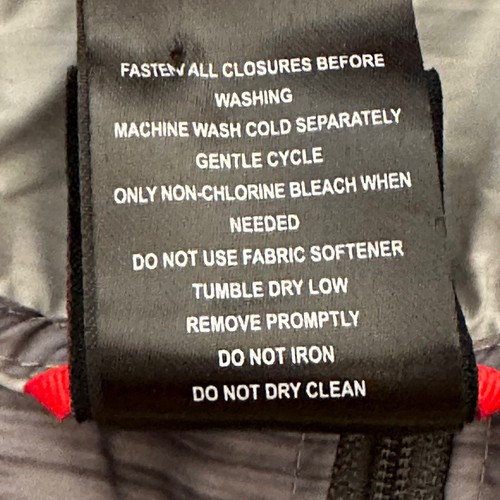 FASTEN ALL CLOSURES BEFORE
WASHING
MACHINE WASH COLD SEPARATELY
GENTLE CYCLE
ONLY NON-CHLORINE BLEACH WHEN
NEEDED
DO NOT USE FABRIC SOFTENER
TUMBLE DRY LOW
REMOVE PROMPTLY
DO NOT IRON
DO NOT DRY CLEAN